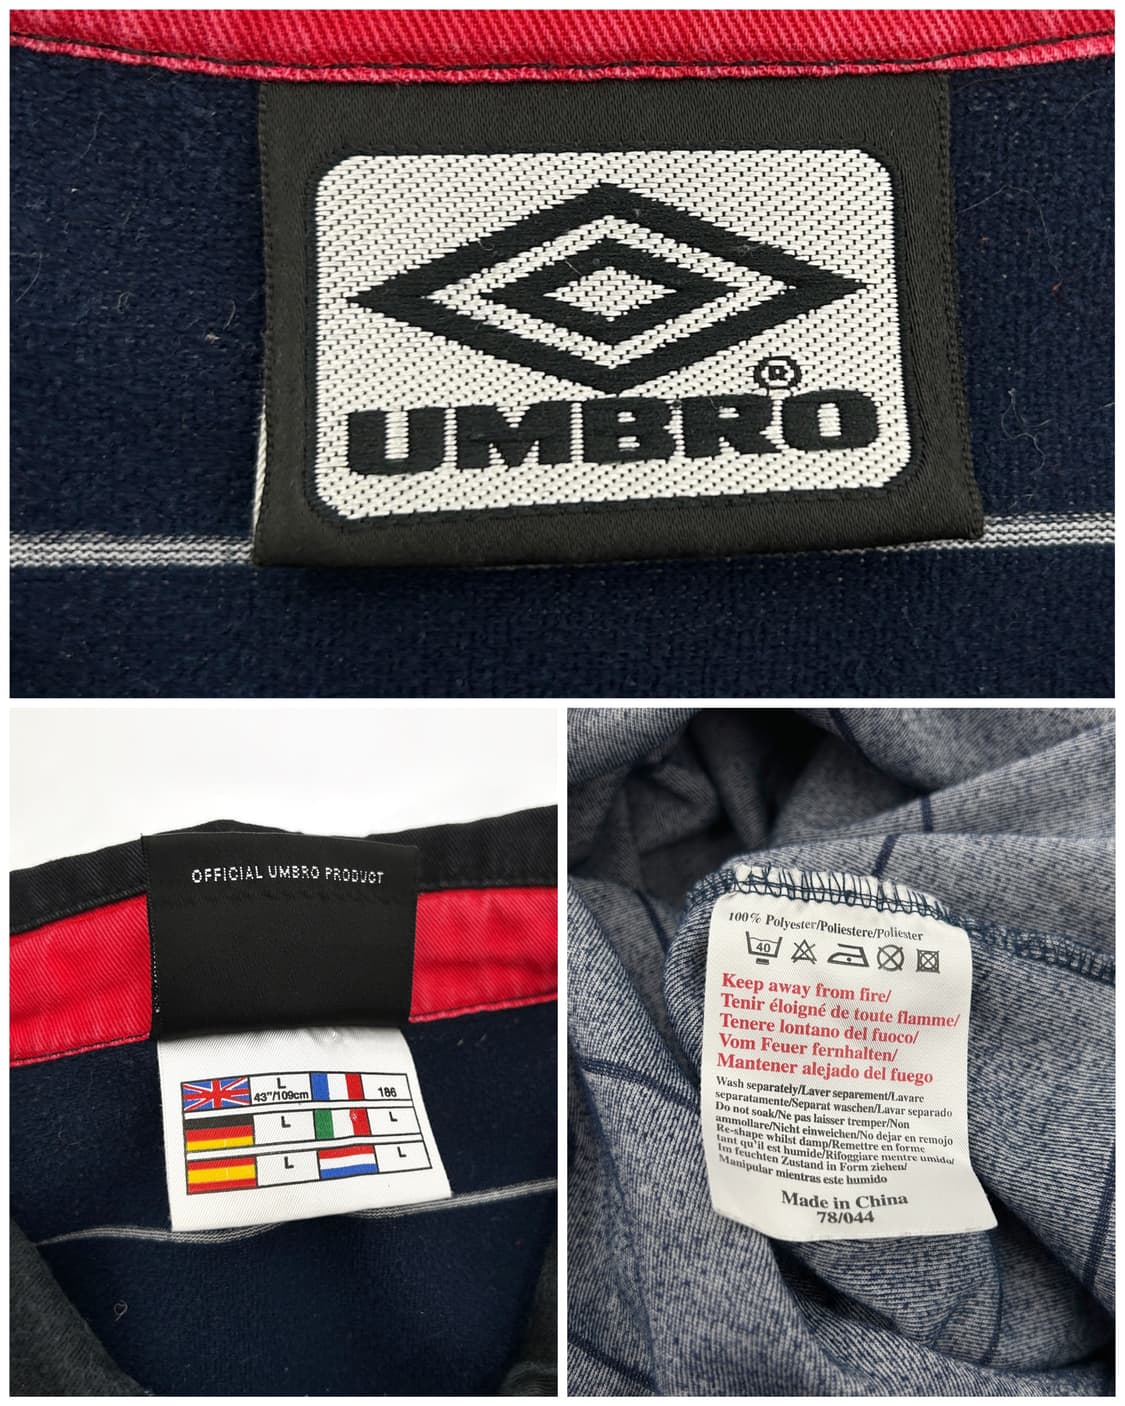 UMBRO®
OFFICIAL UMBRO PRODUCT
L
43"/109cm
186
L
L
L
L
100% Polyester/Poliestere/Poliester
40
Keep away from fire/
Tenir éloigné de toute flamme/
Tenere lontano del fuoco/
Vom Feuer fernhalten/
Mantener alejado del fuego
Wash separately/Laver separement/Lavare
separatamente/Separat waschen/Lavar separado
Do not soak/Ne pas laisser tremper/Non
ammollare/Nicht einweichen/No dejar en remojo
Re-shape whilst damp/Remettre en forme
tant qu'il est humide/Rifoggiare mentre umido/
Im feuchten Zustand in Form ziehen/
Manipular mientras este humido
Made in China
78/044